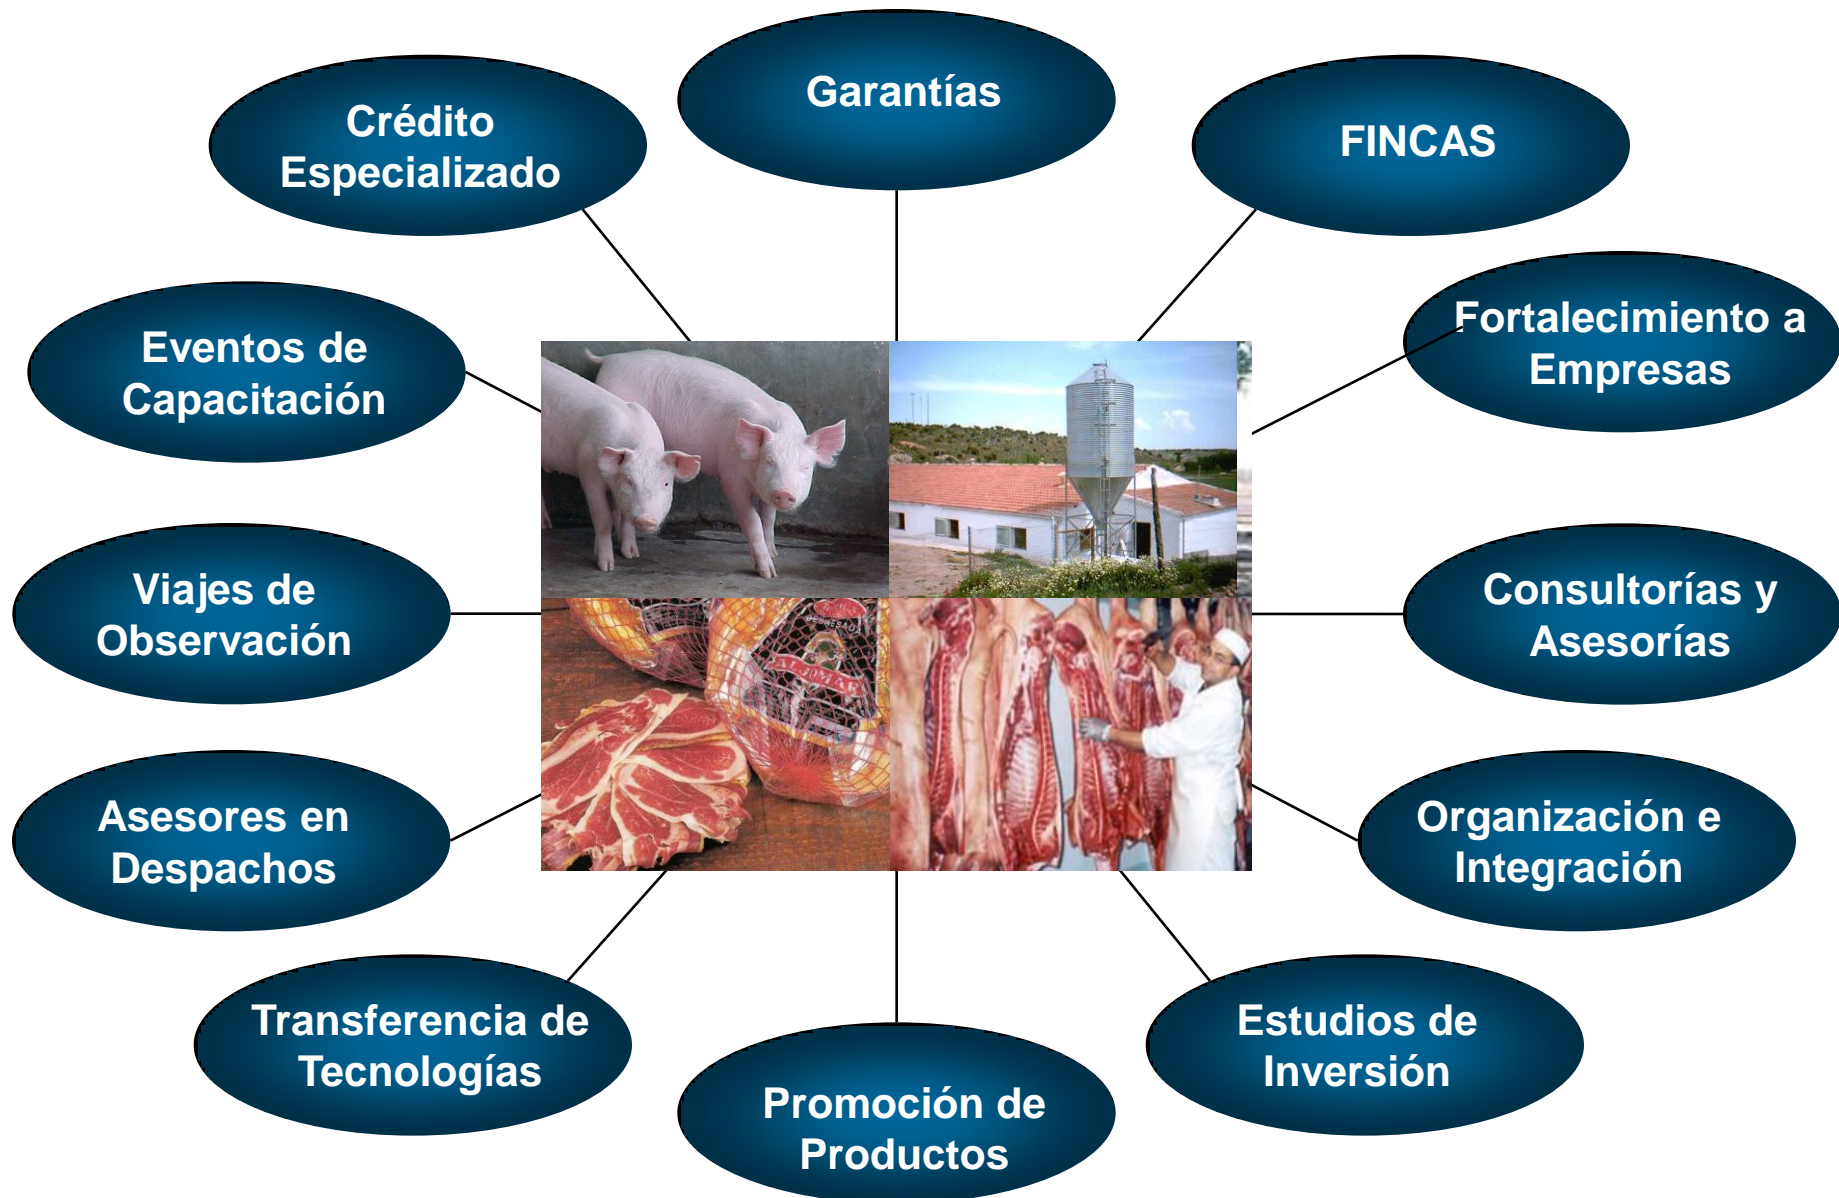 Garantías
Crédito
Especializado
FINCAS
Fortalecimiento a
Empresas
Eventos de
Capacitación
Viajes de
Observación
Consultorías y
Asesorías
ALJOMAR
Asesores en
Despachos
Organización e
Integración
Transferencia de
Tecnologías
Estudios de
Inversión
Promoción de
Productos